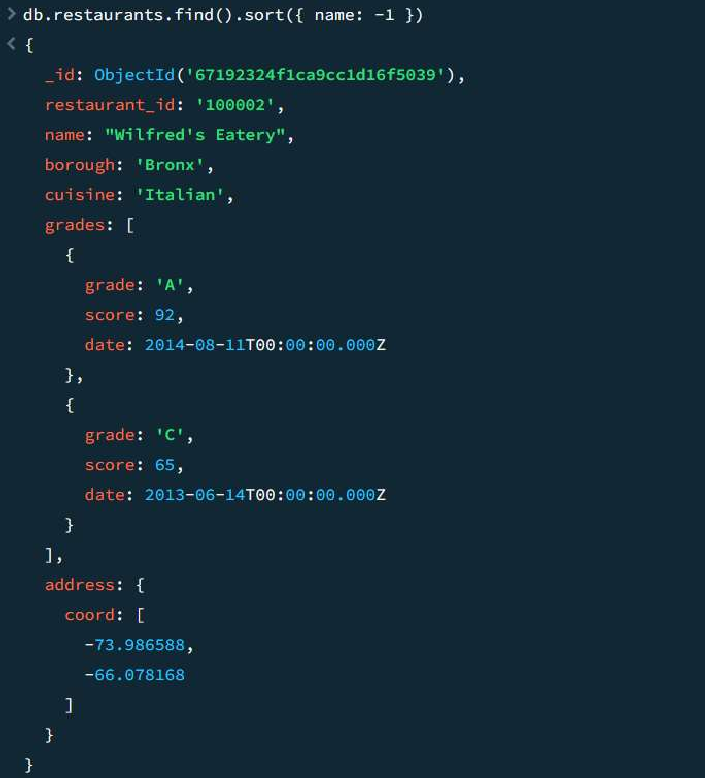 > db.restaurants.find().sort({ name: -1 })
< {
_id: ObjectId('67192324f1ca9cc1d16f5039'),
restaurant_id: '100002',
name: "Wilfred's Eatery",
borough: 'Bronx',
cuisine: 'Italian',
grades: [
{
grade: 'A',
score: 92,
date: 2014-08-11T00:00:00.000Z
},
{
grade: 'C',
score: 65,
date: 2013-06-14T00:00:00.000Z
}
],
address: {
coord: [
-73.986588,
-66.078168
]
}
}